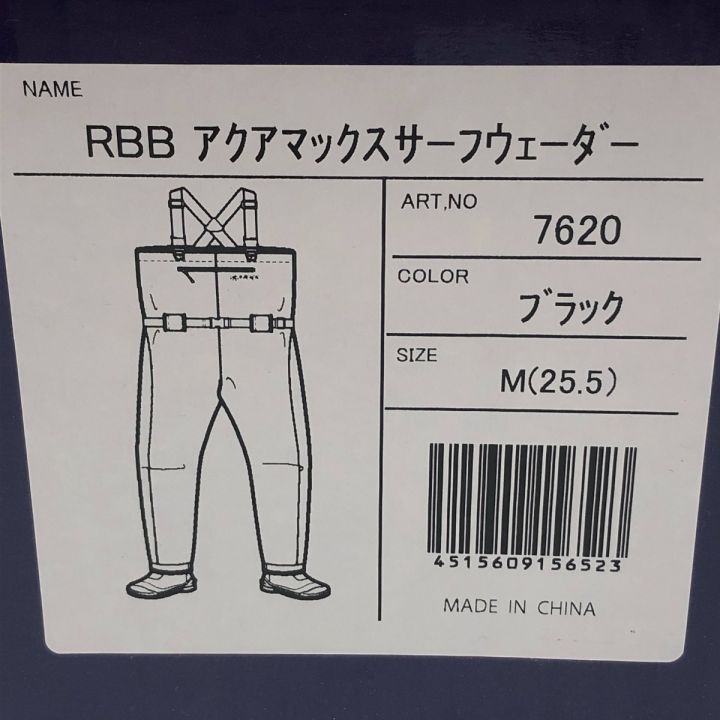 NAME
RBB アクアマックスサーフウェーダー
ART,NO
7620
COLOR
ブラック
SIZE
M(25.5)
4515609156523
MADE IN CHINA